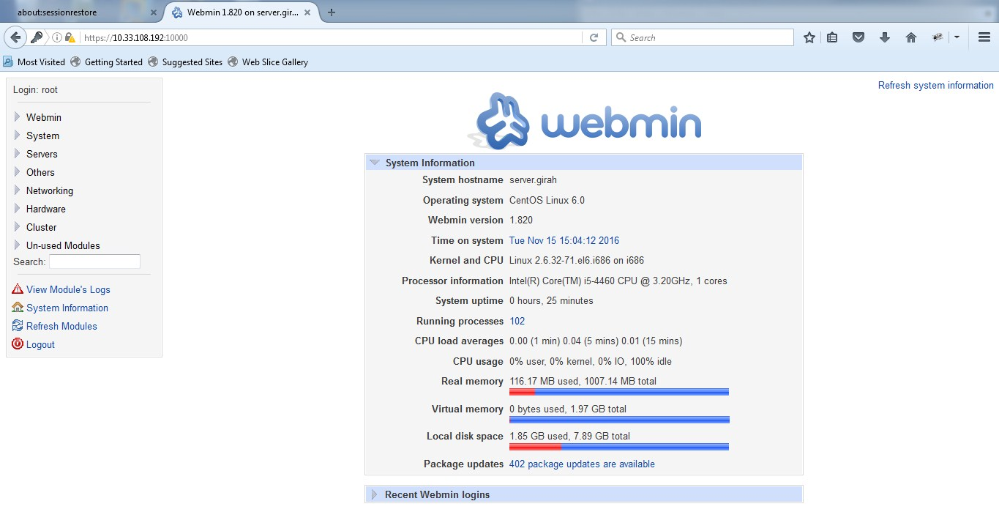 about:sessionrestore
Webmin 1.820 on server.gir...
https://10.33.108.192:10000
Search
Most Visited Getting Started Suggested Sites Web Slice Gallery
Login: root
Webmin
System
Servers
Others
Networking
Hardware
Cluster
Un-used Modules
Search:
View Module's Logs
System Information
Refresh Modules
Logout
Refresh system information
webmin
System Information
System hostname server.girah
Operating system CentOS Linux 6.0
Webmin version 1.820
Time on system Tue Nov 15 15:04:12 2016
Kernel and CPU Linux 2.6.32-71.el6.i686 on i686
Processor information Intel(R) Core(TM) i5-4460 CPU @ 3.20GHz, 1 cores
System uptime 0 hours, 25 minutes
Running processes 102
CPU load averages 0.00 (1 min) 0.04 (5 mins) 0.01 (15 mins)
CPU usage 0% user, 0% kernel, 0% IO, 100% idle
Real memory 116.17 MB used, 1007.14 MB total
Virtual memory 0 bytes used, 1.97 GB total
Local disk space 1.85 GB used, 7.89 GB total
Package updates 402 package updates are available
Recent Webmin logins